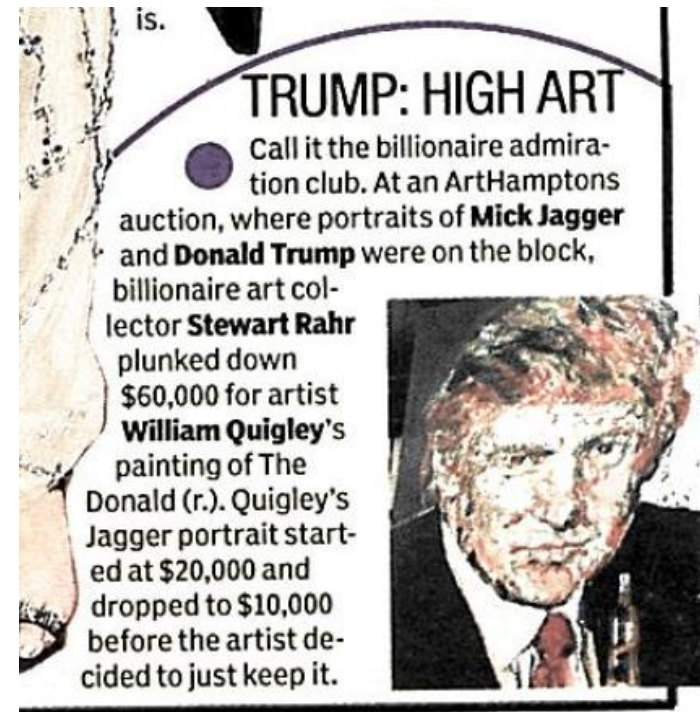 is.
TRUMP: HIGH ART
Call it the billionaire admira-
tion club. At an ArtHamptons
auction, where portraits of Mick Jagger
and Donald Trump were on the block,
billionaire art col-
lector Stewart Rahr
plunked down
$60,000 for artist
William Quigley's
painting of The
Donald (r.). Quigley's
Jagger portrait start-
ed at $20,000 and
dropped to $10,000
before the artist de-
cided to just keep it.